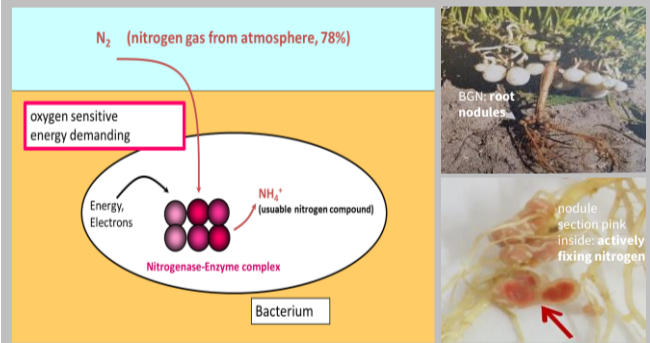 N₂ (nitrogen gas from atmosphere, 78%)
oxygen sensitive
energy demanding
Energy,
Electrons
NH₄⁺
(usuable nitrogen compound)
Nitrogenase-Enzyme complex
Bacterium
BGN: root
nodules
nodule
section pink
inside: actively
fixing nitrogen